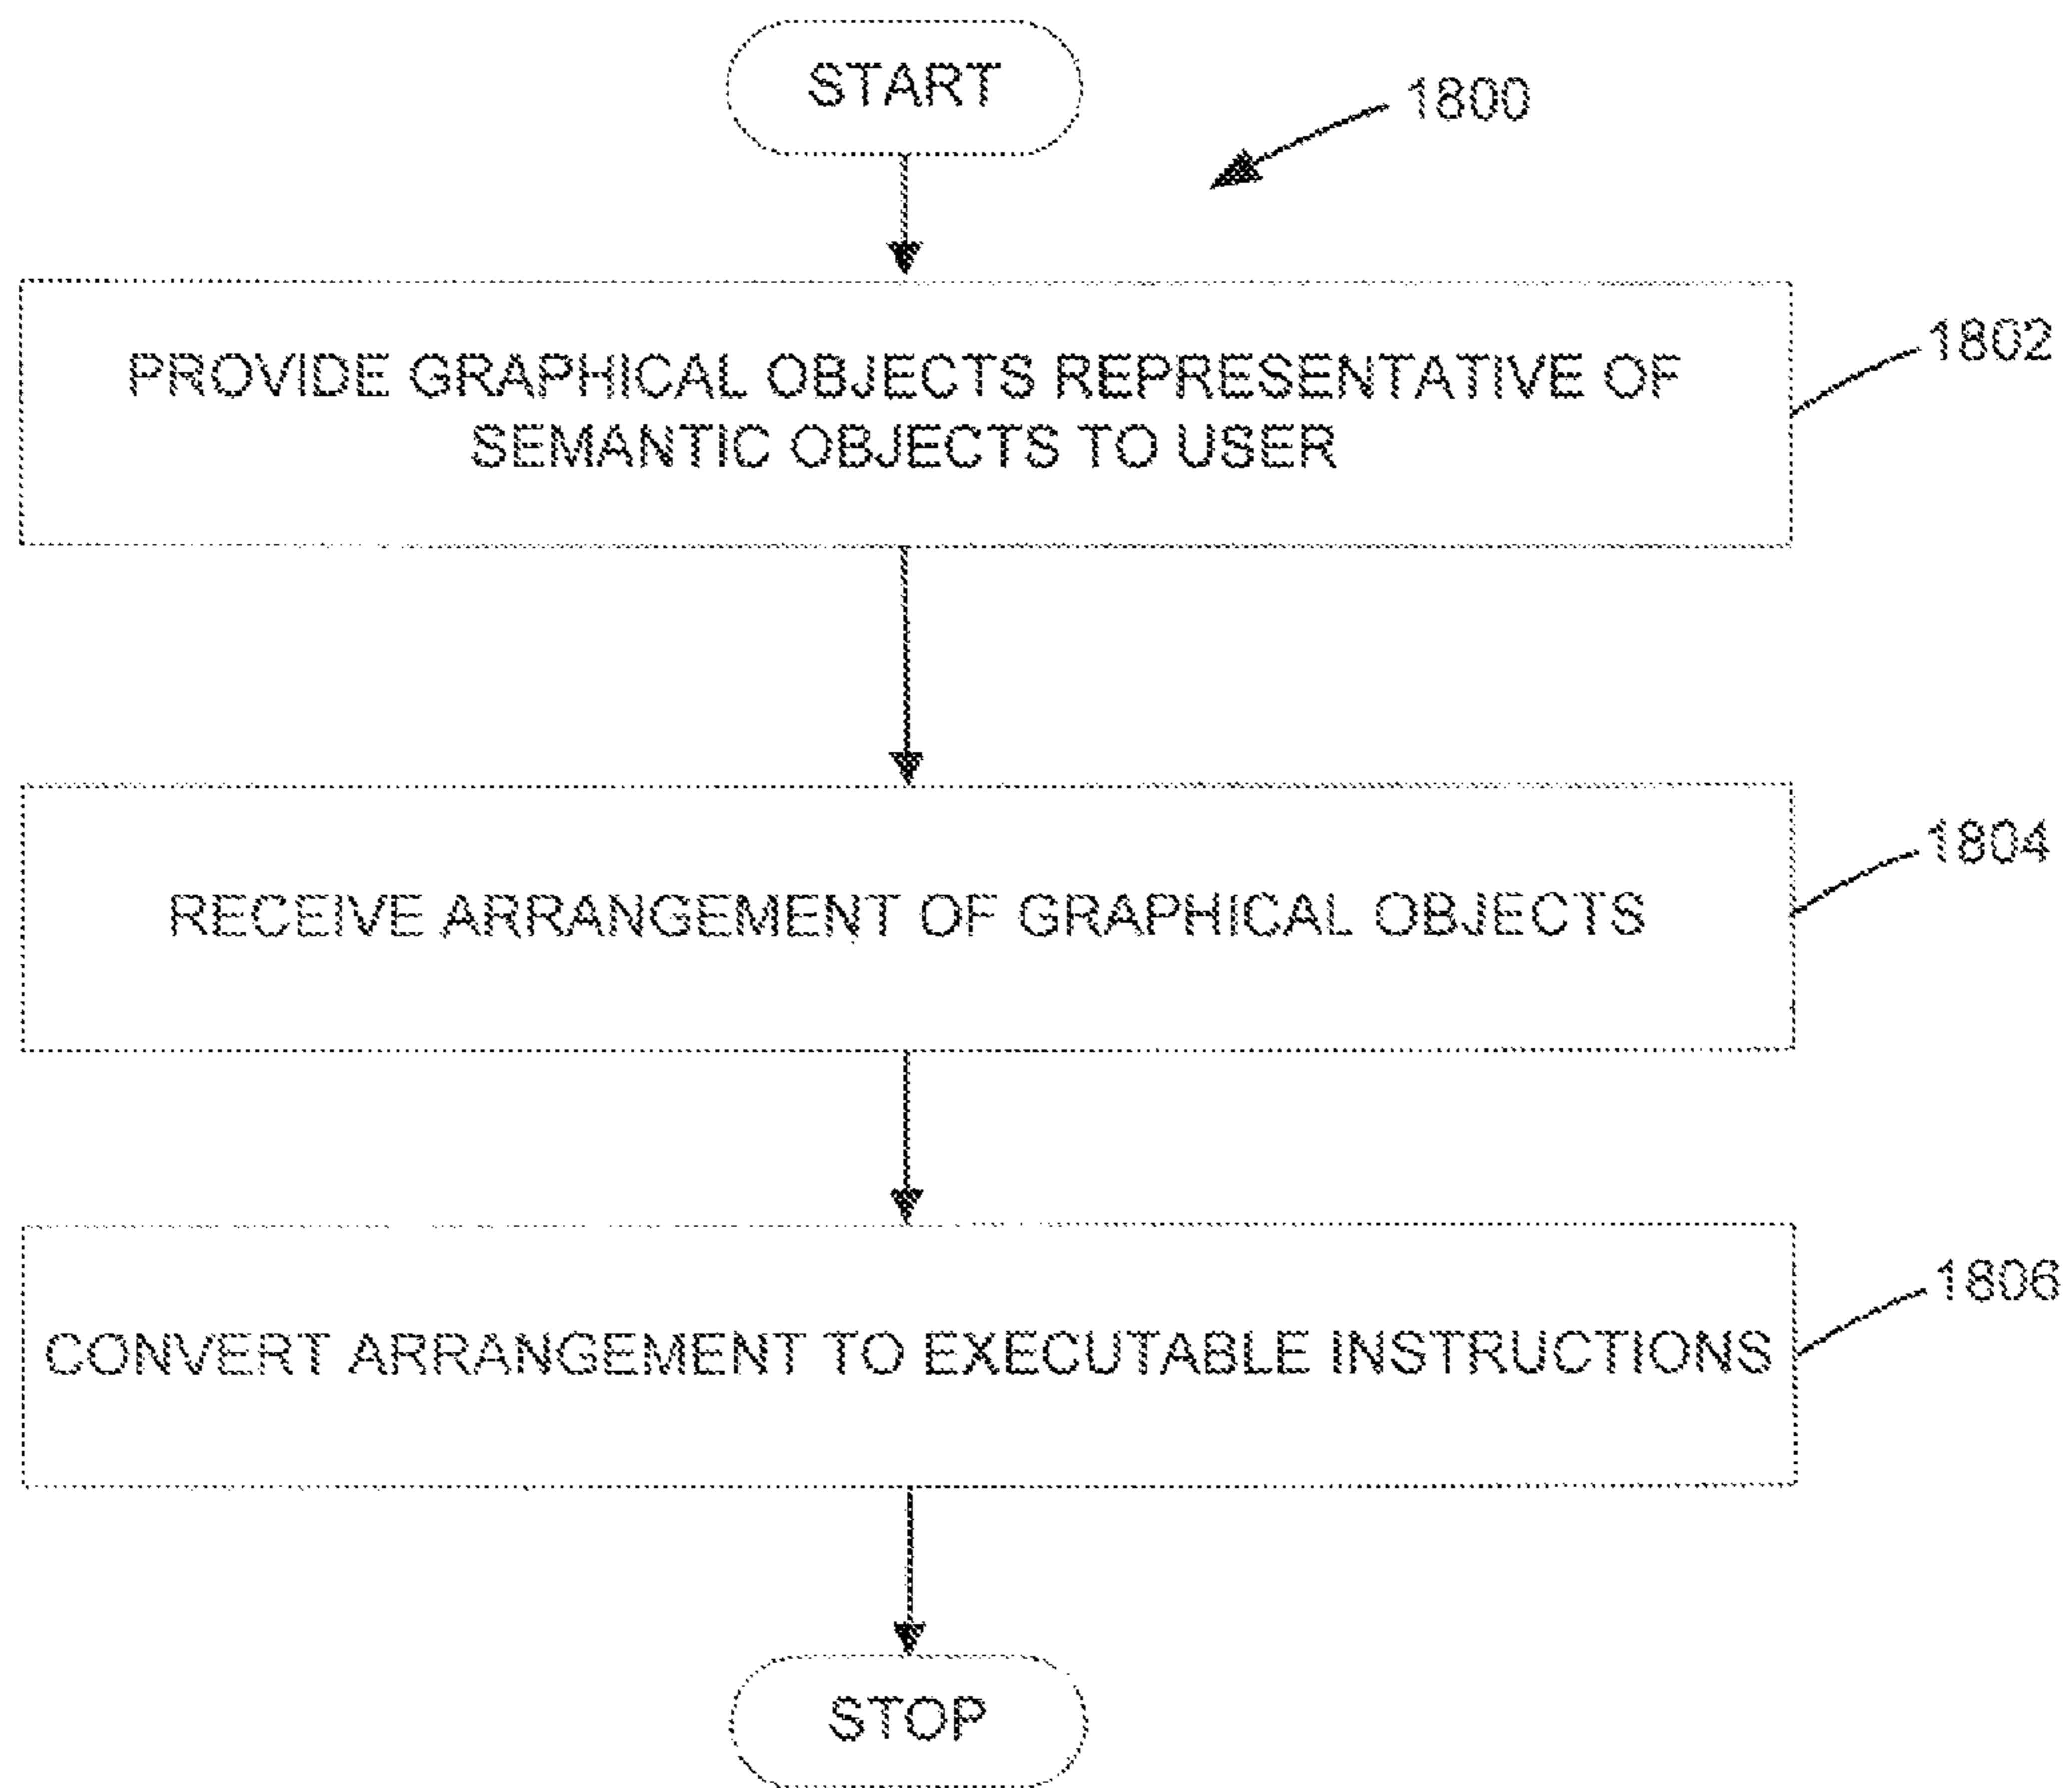 START
1800
PROVIDE GRAPHICAL OBJECTS REPRESENTATIVE OF
SEMANTIC OBJECTS TO USER
1802
RECEIVE ARRANGEMENT OF GRAPHICAL OBJECTS
1804
CONVERT ARRANGEMENT TO EXECUTABLE INSTRUCTIONS
1806
STOP